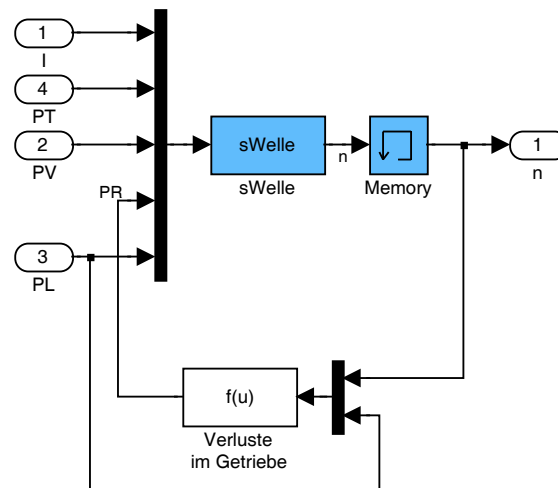 1
I
4
PT
2
PV
PR
3
PL
sWelle
sWelle
n
Memory
1
n
f(u)
Verluste
im Getriebe